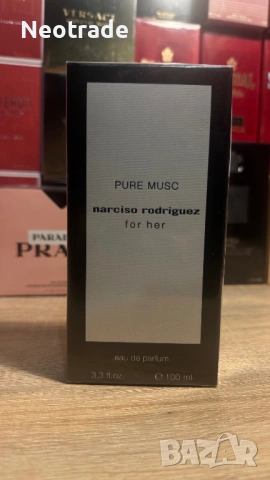 Neotrade
VERSACE
PARA
PRA
PURE MUSC
narciso rodriguez
for her
eau de parfum
3,3 fl.oz. ℮ 100 ml
BAZAR